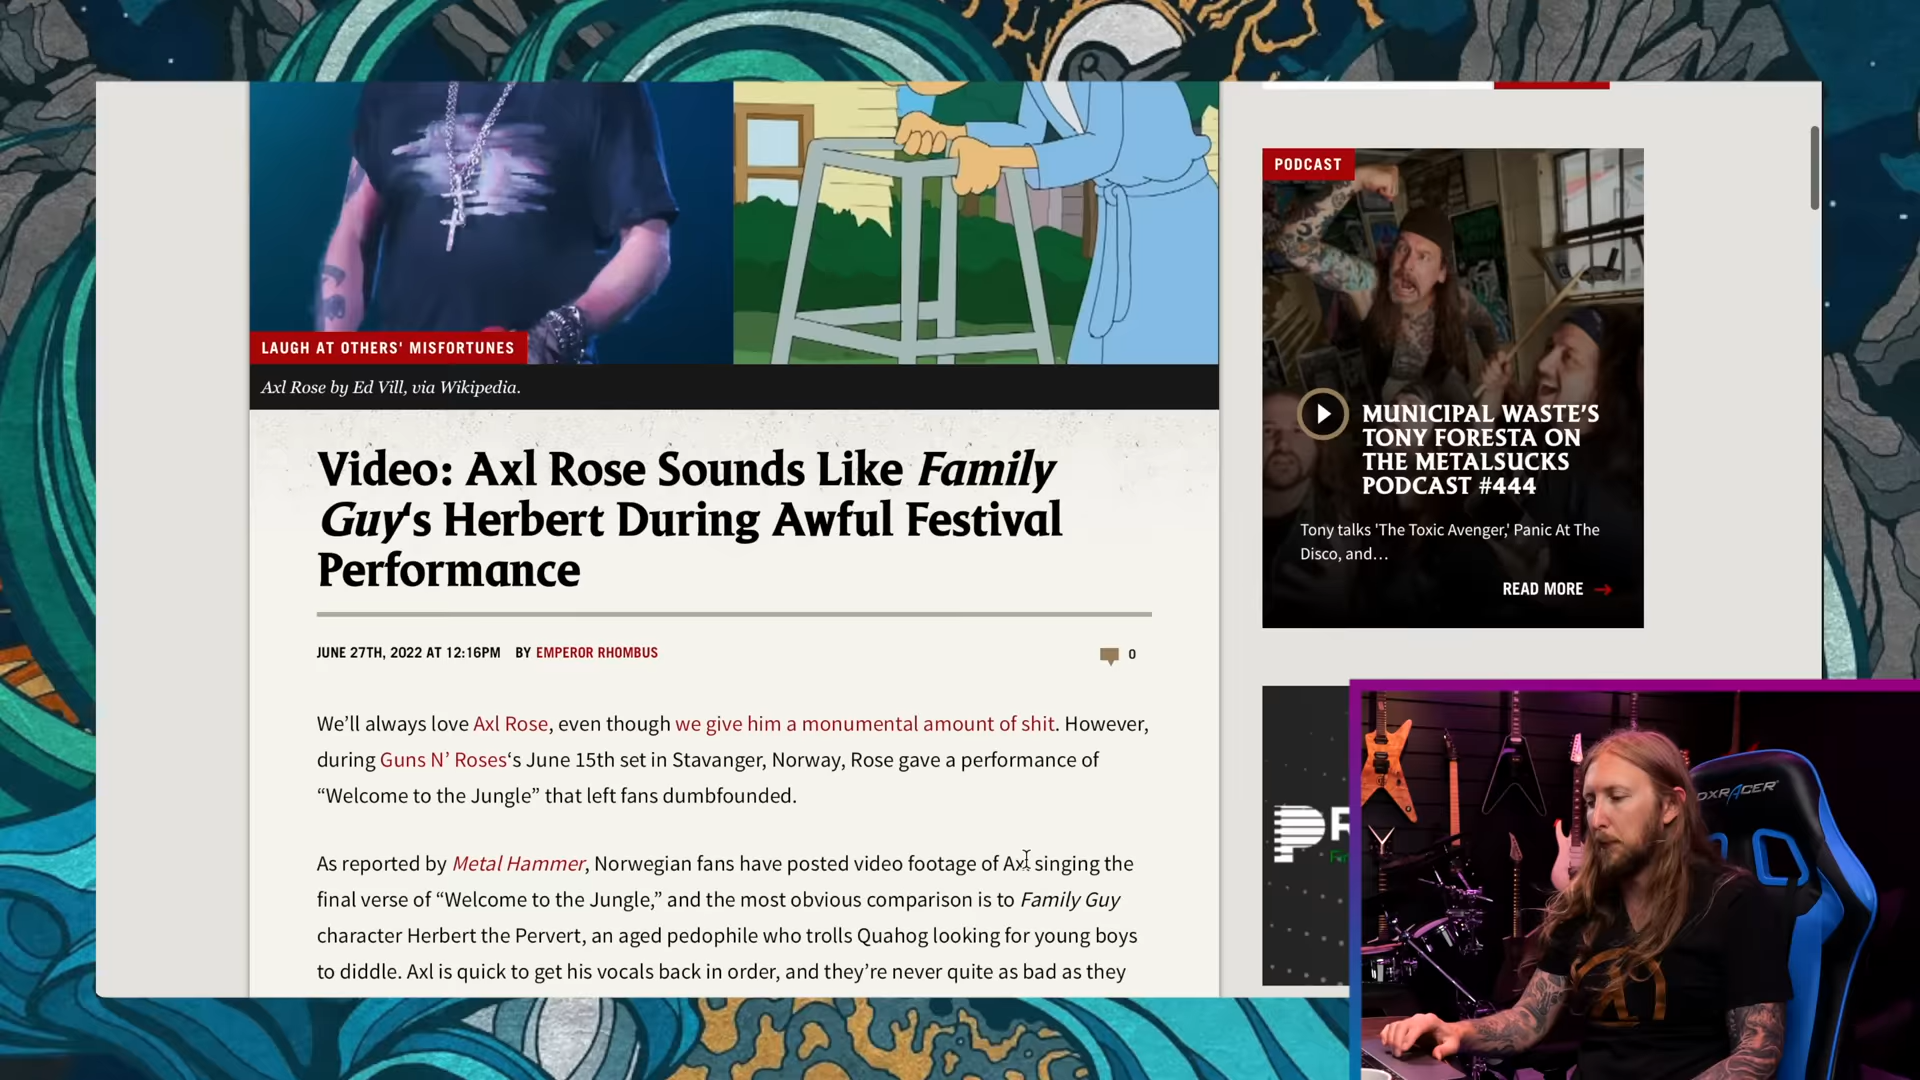 LAUGH AT OTHERS' MISFORTUNES
Axl Rose by Ed Vill, via Wikipedia.
Video: Axl Rose Sounds Like Family
Guy‘s Herbert During Awful Festival
Performance
JUNE 27TH, 2022 AT 12:16PM BY EMPEROR RHOMBUS
0
We’ll always love Axl Rose, even though we give him a monumental amount of shit. However,
during Guns N’ Roses‘s June 15th set in Stavanger, Norway, Rose gave a performance of
“Welcome to the Jungle” that left fans dumbfounded.
As reported by Metal Hammer, Norwegian fans have posted video footage of Axl singing the
final verse of “Welcome to the Jungle,” and the most obvious comparison is to Family Guy
character Herbert the Pervert, an aged pedophile who trolls Quahog looking for young boys
to diddle. Axl is quick to get his vocals back in order, and they’re never quite as bad as they
PODCAST
MUNICIPAL WASTE’S
TONY FORESTA ON
THE METALSUCKS
PODCAST #444
Tony talks 'The Toxic Avenger,' Panic At The
Disco, and…
READ MORE
DXRACER